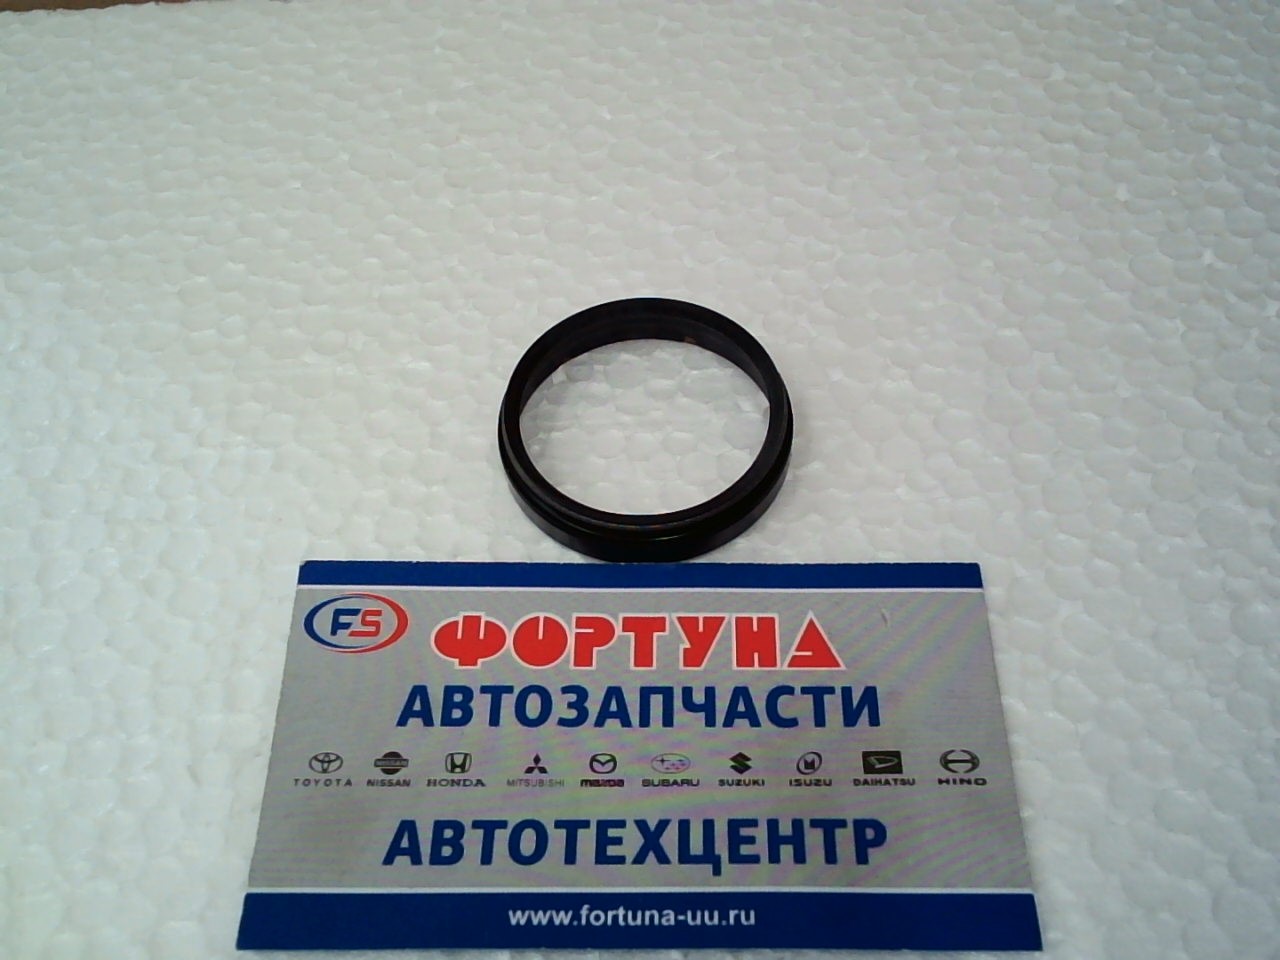 FS ФОРТУНА
АВТОЗАПЧАСТИ
TOYOTA NISSAN HONDA MITSUBISHI mazda SUBARU SUZUKI ISUZU DAIHATSU HINO
АВТОТЕХЦЕНТР
www.fortuna-uu.ru